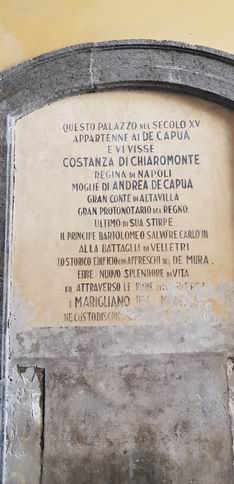 QUESTO PALAZZO NEL SECOLO XV
APPARTENNE AI DE CAPUA
E VI VISSE
COSTANZA DI CHIAROMONTE
REGINA DI NAPOLI
MOGLIE DI ANDREA DE CAPUA
GRAN CONTE DI ALTAVILLA
GRAN PROTONOTARIO DEL REGNO.
ULTIMO DI SUA STIRPE
IL PRINCIPE BARTOLOMEO SALVÒ RE CARLO III
ALLA BATTAGLIA DI VELLETRI
LO STORICO EDIFICIO CON AFFRESCHI DEL DE MURA.
EBBE NUOVO SPLENDORE DI VITA
ED ATTRAVERSO LE
I MARIGLIANO DEL
NE CUSTODISCON